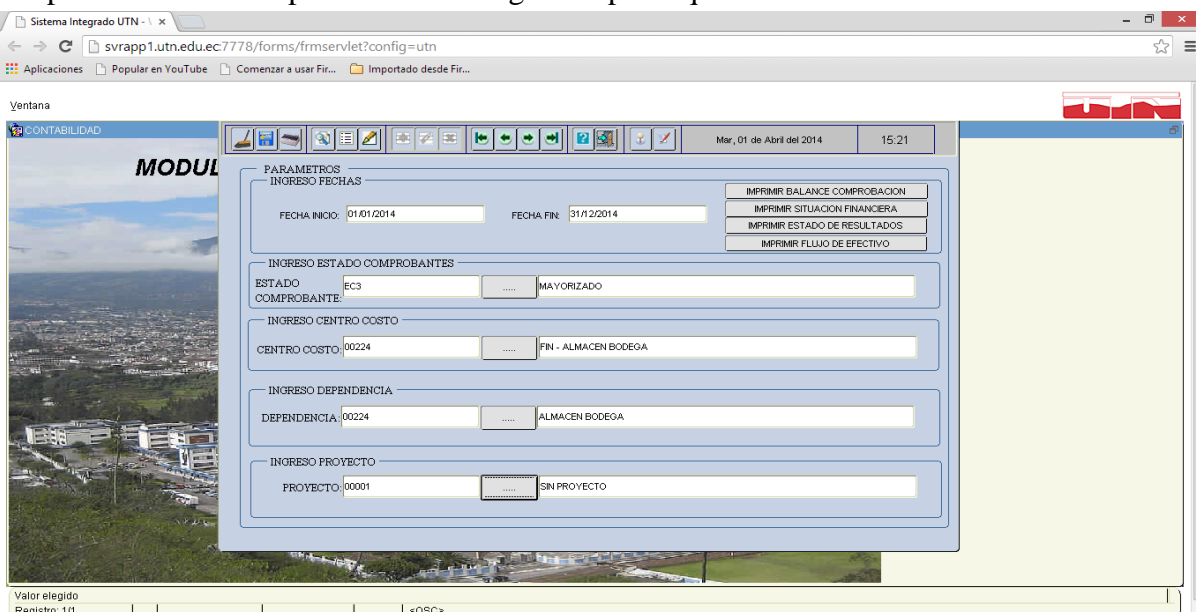 Sistema Integrado UTN - \
svrapp1.utn.edu.ec:7778/forms/frmservlet?config=utn
Aplicaciones Popular en YouTube Comenzar a usar Fir... Importado desde Fir...
Ventana
UTN
CONTABILIDAD
MODUL
Mar, 01 de Abril del 2014 15:21
PARAMETROS
INGRESO FECHAS
FECHA INICIO: 01/01/2014 FECHA FIN: 31/12/2014
IMPRIMIR BALANCE COMPROBACION
IMPRIMIR SITUACION FINANCIERA
IMPRIMIR ESTADO DE RESULTADOS
IMPRIMIR FLUJO DE EFECTIVO
INGRESO ESTADO COMPROBANTES
ESTADO
COMPROBANTE: EC3 ..... MAYORIZADO
INGRESO CENTRO COSTO
CENTRO COSTO: 00224 ..... FIN - ALMACEN BODEGA
INGRESO DEPENDENCIA
DEPENDENCIA: 00224 ..... ALMACEN BODEGA
INGRESO PROYECTO
PROYECTO: 00001 ..... SIN PROYECTO
Valor elegido
Registro: 1/1 <OSC>